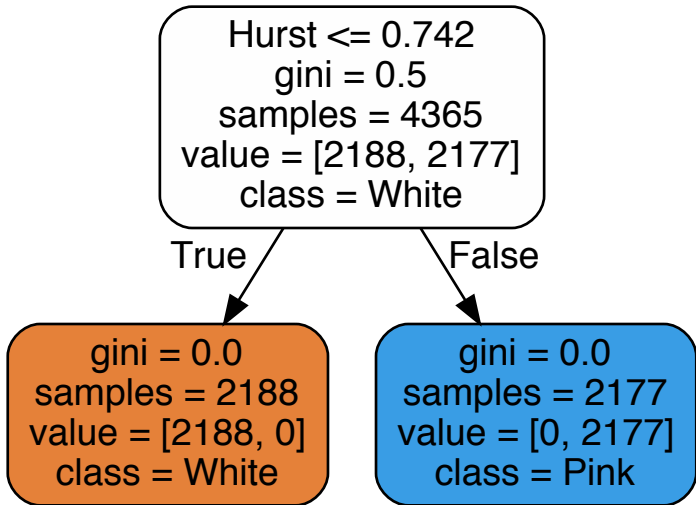 Hurst <= 0.742
gini = 0.5
samples = 4365
value = [2188, 2177]
class = White
True
False
gini = 0.0
samples = 2188
value = [2188, 0]
class = White
gini = 0.0
samples = 2177
value = [0, 2177]
class = Pink